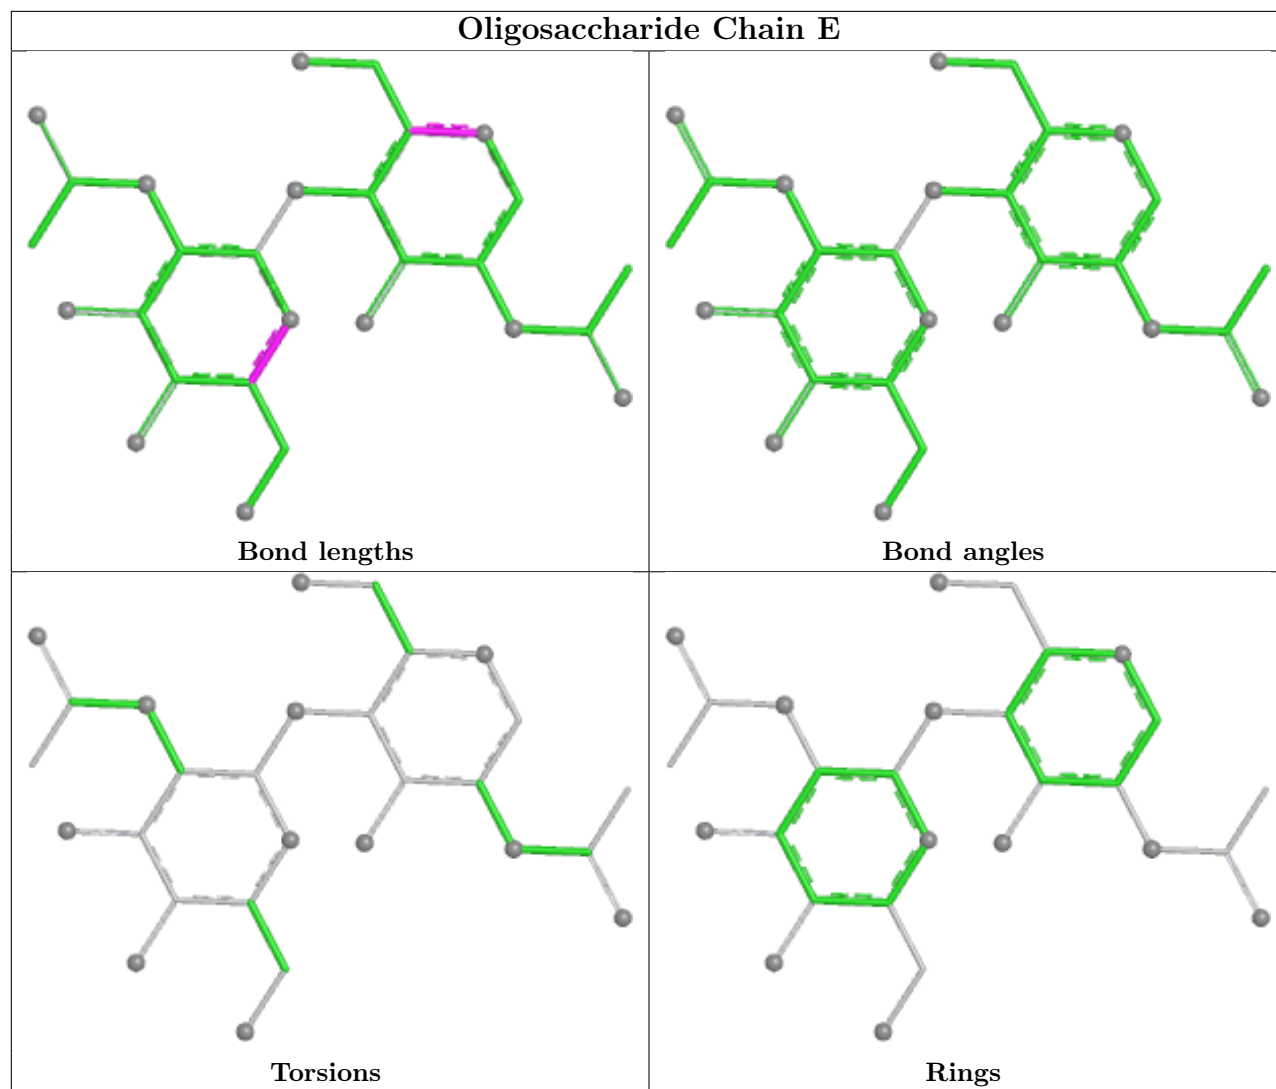 Oligosaccharide Chain E
Bond lengths
Bond angles
Torsions
Rings